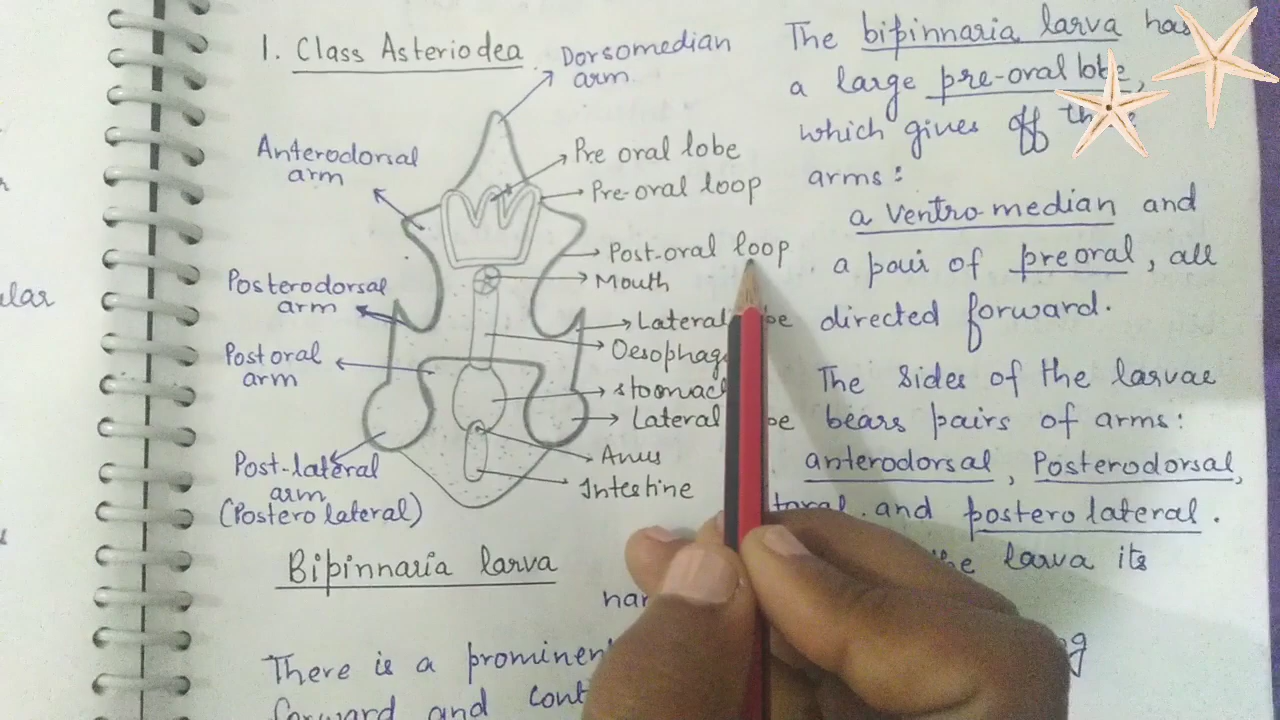 1. Class Asteriodea
Dorsomedian
arm
Anterodorsal
arm
Pre oral lobe
Pre-oral loop
Post-oral loop
Mouth
Posterodorsal
arm
Lateral
Oesophag
Post oral
arm
stomac
Lateral
Anus
Post-lateral
arm
(Postero lateral)
Intestine
Bipinnaria larva
There is a prominen
forward and cont
The bipinnaria larva has
a large pre-oral lobe,
which gives off
arms:
a ventro median and
a pair of preoral, all
directed forward.
The sides of the larvae
bears pairs of arms:
anterodorsal, Posterodorsal,
and postero lateral.
larva its